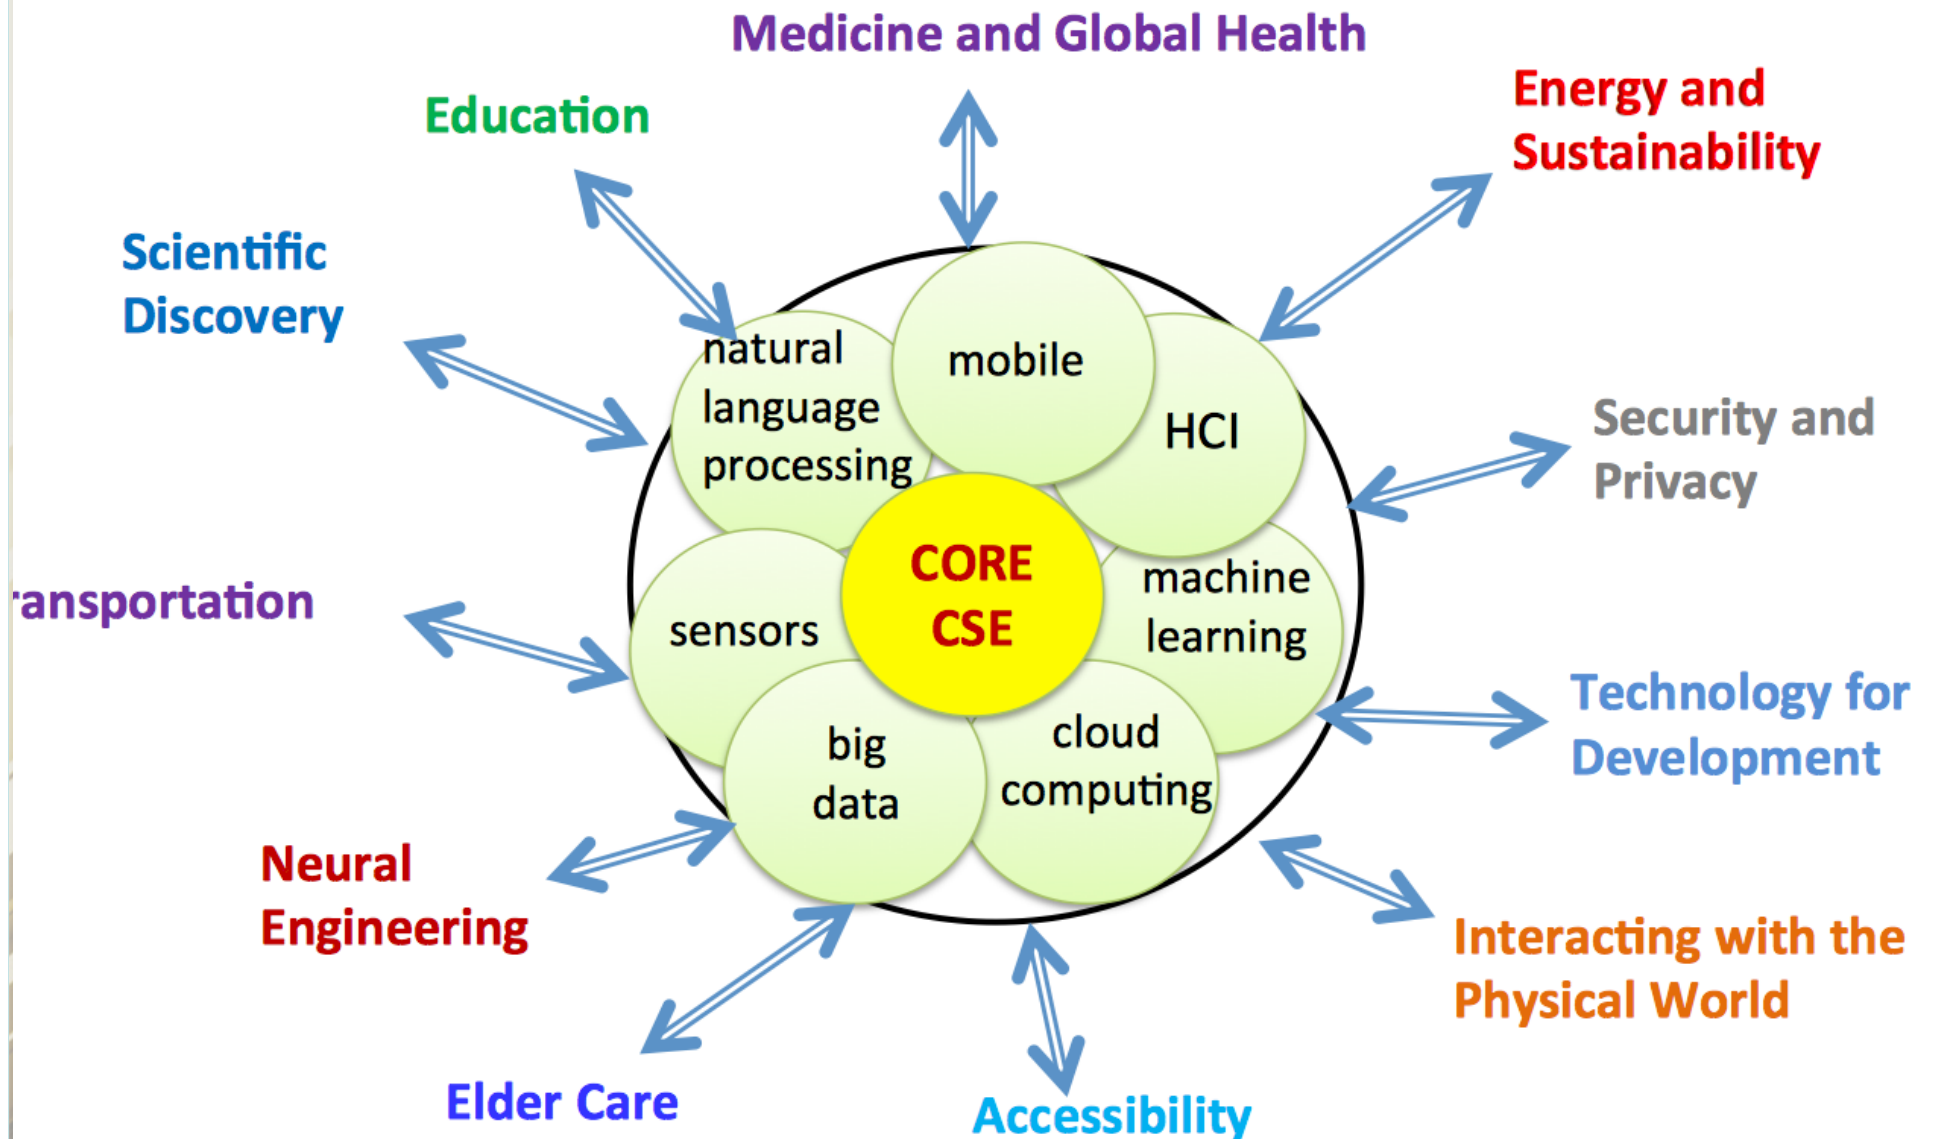 Medicine and Global Health
Education
Energy and
Sustainability
Scientific
Discovery
natural
language
processing
mobile
HCI
Security and
Privacy
CORE
CSE
machine
learning
sensors
ransportation
big
data
cloud
computing
Technology for
Development
Neural
Engineering
Interacting with the
Physical World
Elder Care
Accessibility